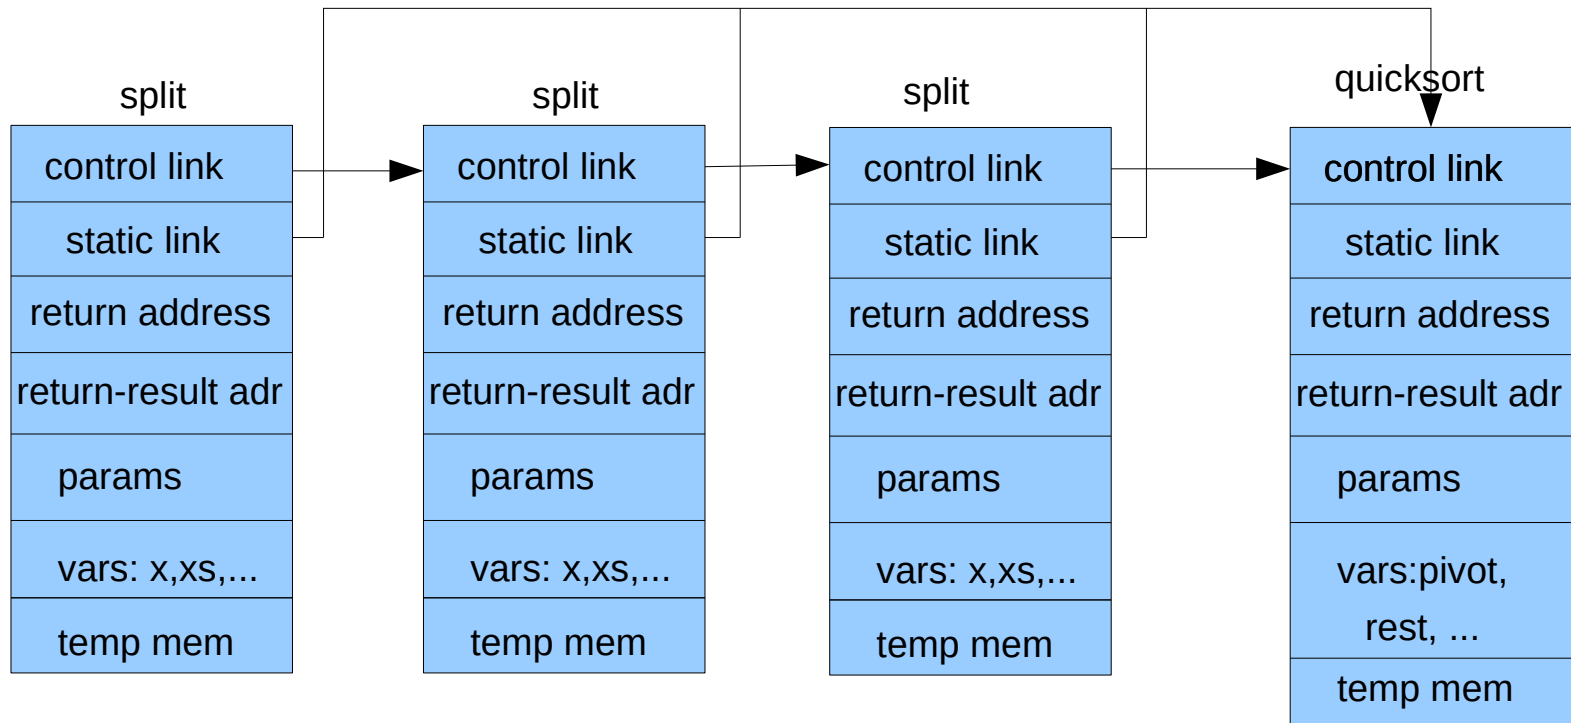 split
control link
static link
return address
return-result adr
params
vars: x,xs,...
temp mem
split
control link
static link
return address
return-result adr
params
vars: x,xs,...
temp mem
split
control link
static link
return address
return-result adr
params
vars: x,xs,...
temp mem
quicksort
control link
static link
return address
return-result adr
params
vars:pivot,
rest, ...
temp mem